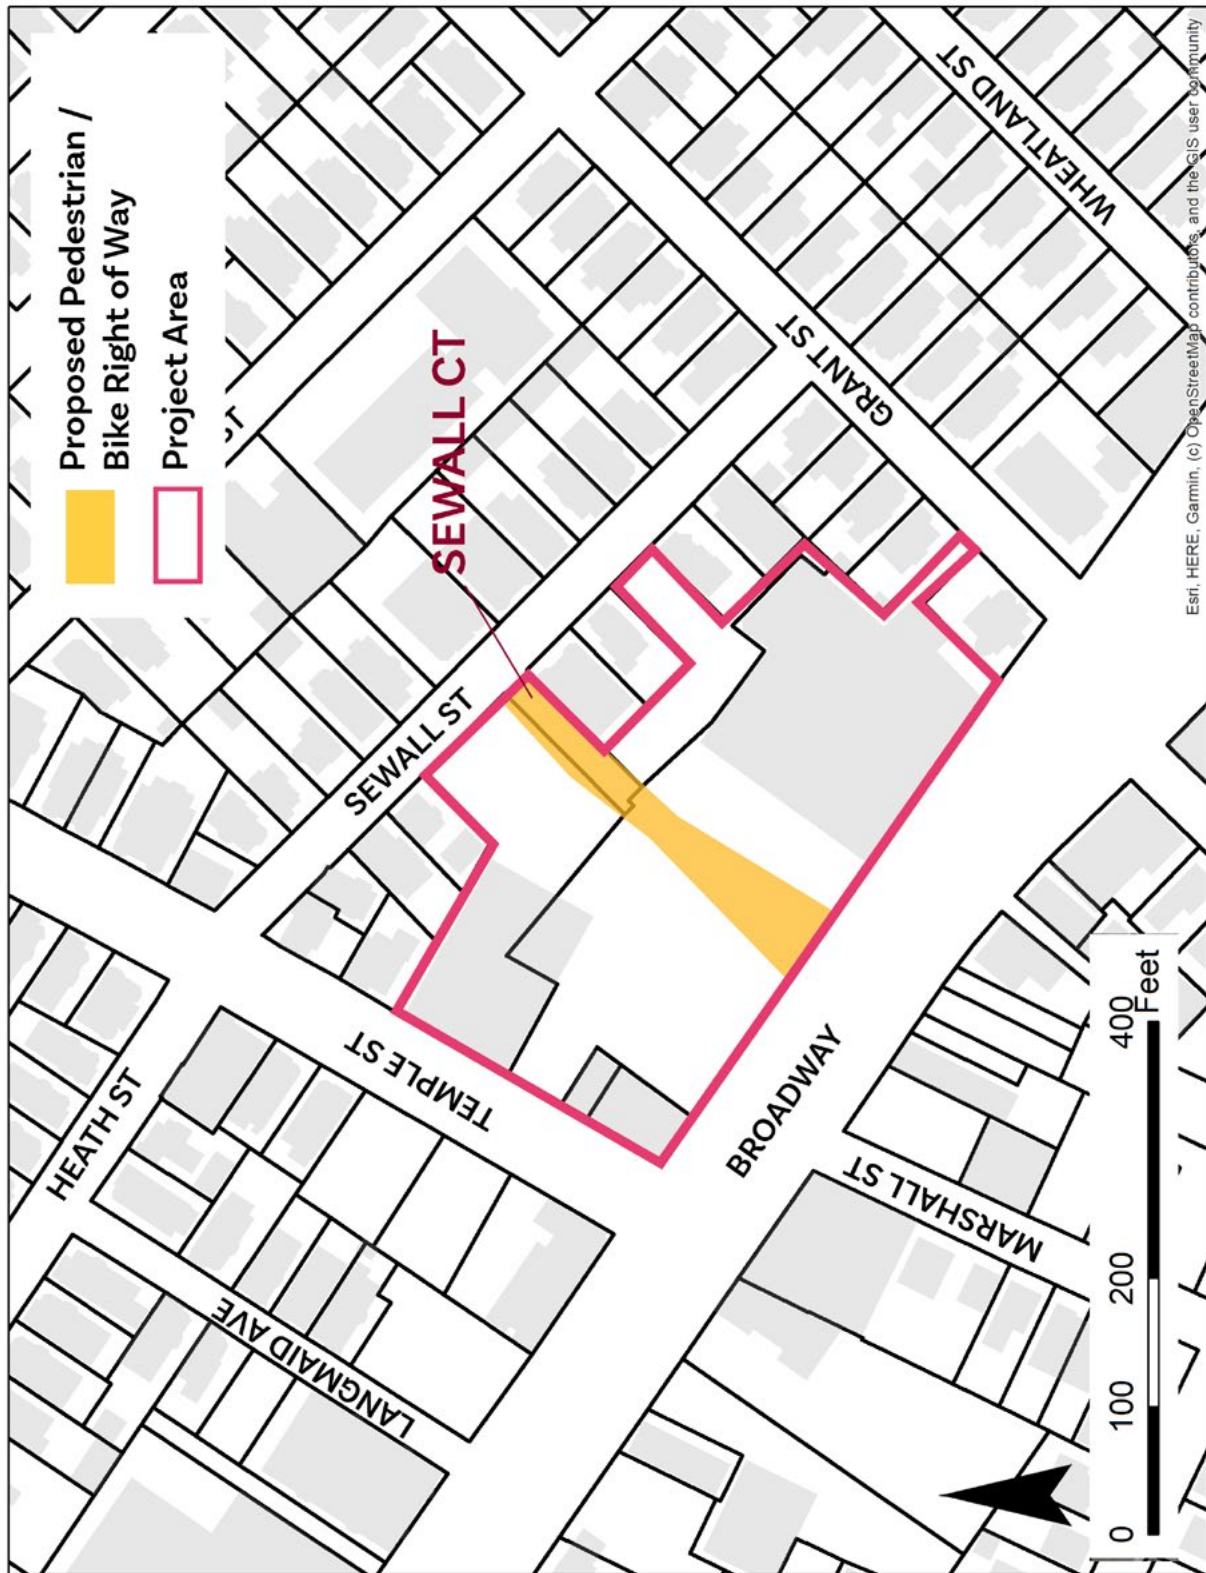 Proposed Pedestrian /
Bike Right of Way
Project Area
ST
SEWALL CT
SEWALL ST
HEATH ST
TEMPLE ST
LANGMAID AVE
GRANT ST
WHEATLAND ST
BROADWAY
MARSHALL ST
0 100 200 400
Feet
Esri, HERE, Garmin, (c) OpenStreetMap contributors, and the GIS user community